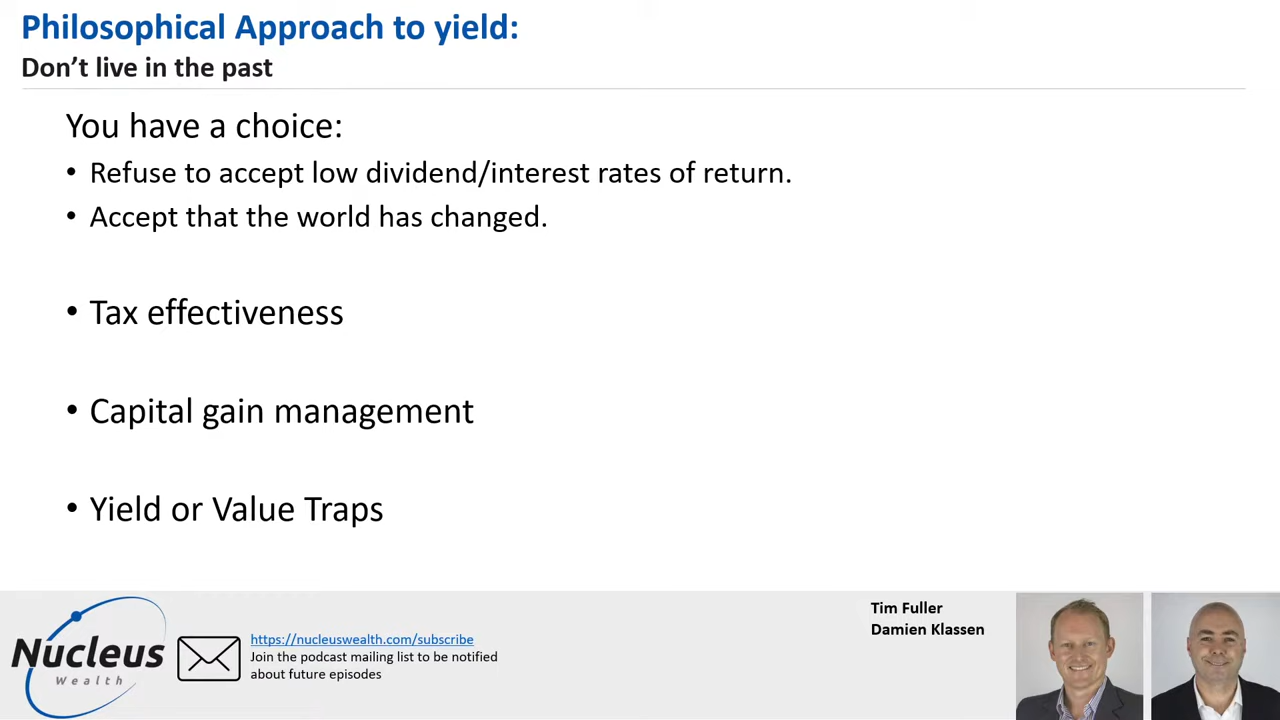 Philosophical Approach to yield:
Don’t live in the past
You have a choice:
• Refuse to accept low dividend/interest rates of return.
• Accept that the world has changed.
• Tax effectiveness
• Capital gain management
• Yield or Value Traps
Nucleus
Wealth
https://nucleuswealth.com/subscribe
Join the podcast mailing list to be notified
about future episodes
Tim Fuller
Damien Klassen